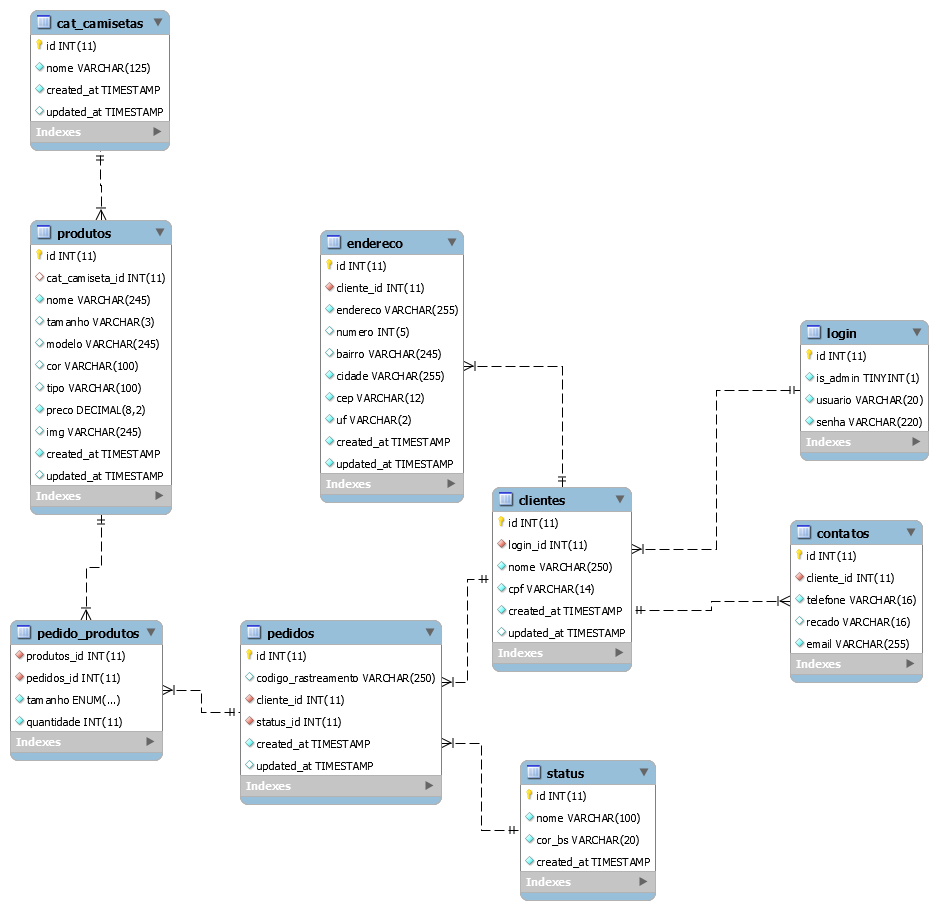 cat_camisetas
id INT(11)
nome VARCHAR(125)
created_at TIMESTAMP
updated_at TIMESTAMP
Indexes
produtos
id INT(11)
cat_camiseta_id INT(11)
nome VARCHAR(245)
tamanho VARCHAR(3)
modelo VARCHAR(245)
cor VARCHAR(100)
tipo VARCHAR(100)
preco DECIMAL(8,2)
img VARCHAR(245)
created_at TIMESTAMP
updated_at TIMESTAMP
Indexes
endereco
id INT(11)
cliente_id INT(11)
endereco VARCHAR(255)
numero INT(5)
bairro VARCHAR(245)
cidade VARCHAR(255)
cep VARCHAR(12)
uf VARCHAR(2)
created_at TIMESTAMP
updated_at TIMESTAMP
Indexes
login
id INT(11)
is_admin TINYINT(1)
usuario VARCHAR(20)
senha VARCHAR(220)
Indexes
clientes
id INT(11)
login_id INT(11)
nome VARCHAR(250)
cpf VARCHAR(14)
created_at TIMESTAMP
updated_at TIMESTAMP
Indexes
contatos
id INT(11)
cliente_id INT(11)
telefone VARCHAR(16)
recado VARCHAR(16)
email VARCHAR(255)
Indexes
pedido_produtos
produtos_id INT(11)
pedidos_id INT(11)
tamanho ENUM(...)
quantidade INT(11)
Indexes
pedidos
id INT(11)
codigo_rastreamento VARCHAR(250)
cliente_id INT(11)
status_id INT(11)
created_at TIMESTAMP
updated_at TIMESTAMP
Indexes
status
id INT(11)
nome VARCHAR(100)
cor_bs VARCHAR(20)
created_at TIMESTAMP
Indexes